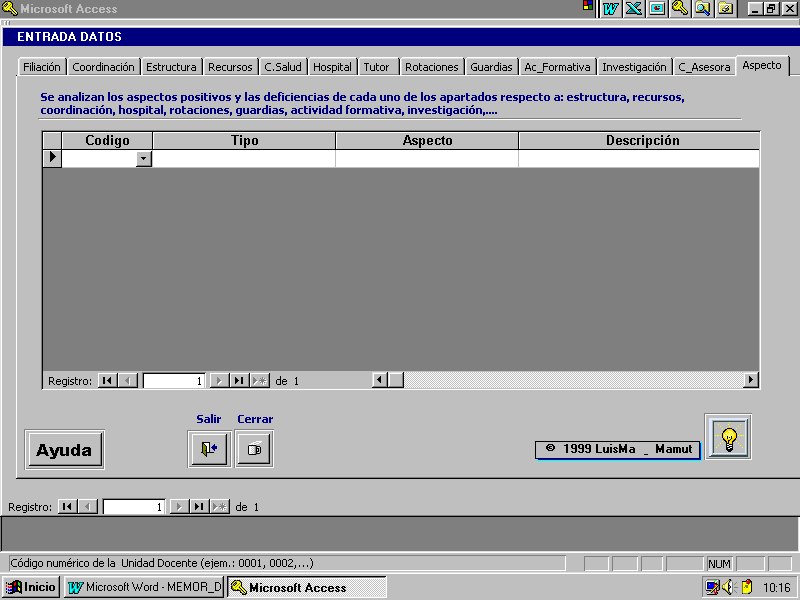 Microsoft Access
ENTRADA DATOS
Filiación Coordinación Estructura Recursos C.Salud Hospital Tutor Rotaciones Guardias Ac_Formativa Investigación C_Asesora Aspecto
Se analizan los aspectos positivos y las deficiencias de cada uno de los apartados respecto a: estructura, recursos,
coordinación, hospital, rotaciones, guardias, actividad formativa, investigación,....
Codigo Tipo Aspecto Descripción
Registro: 1 de 1
Salir Cerrar
Ayuda
© 1999 LuisMa _ Mamut
Registro: 1 de 1
Código numérico de la Unidad Docente (ejem.: 0001, 0002,...)
NUM
Inicio Microsoft Word - MEMOR_D Microsoft Access 10:16